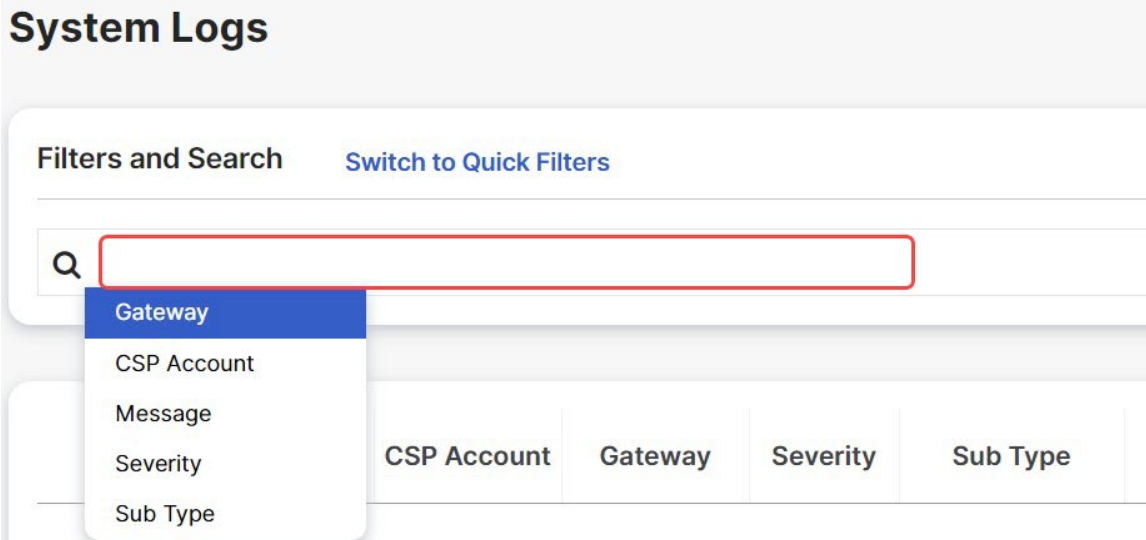 System Logs
Filters and Search Switch to Quick Filters
Gateway
CSP Account
Message
Severity
Sub Type
CSP Account Gateway Severity Sub Type